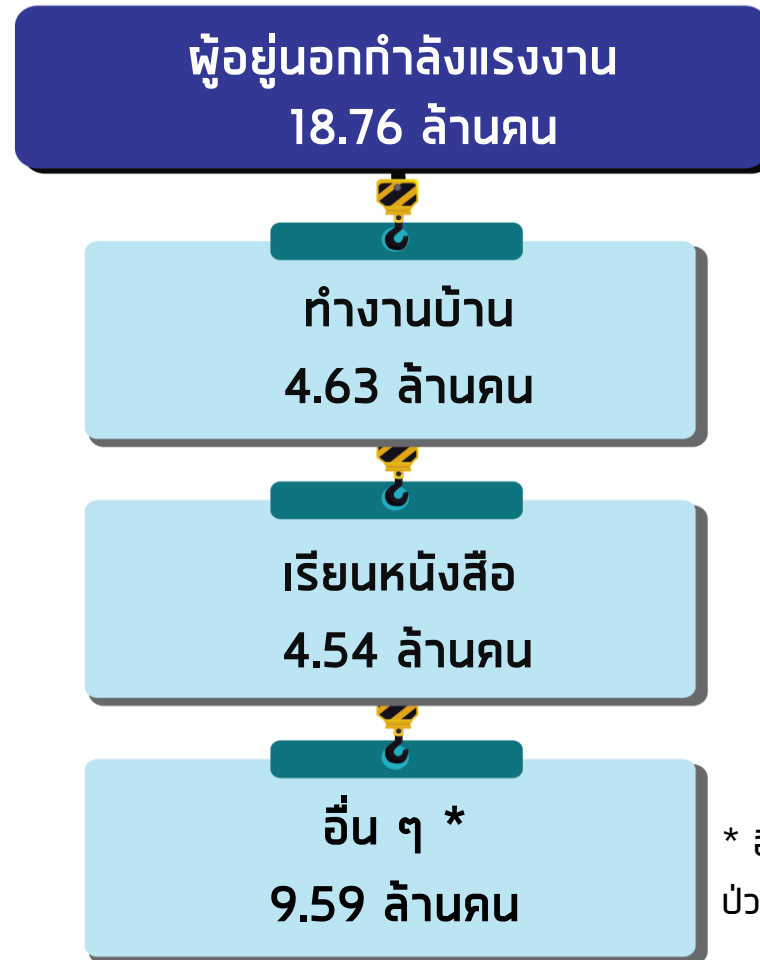 ผู้อยู่นอกกำลังแรงงาน
18.76 ล้านคน
ทำงานบ้าน
4.63 ล้านคน
เรียนหนังสือ
4.54 ล้านคน
อื่น ๆ *
9.59 ล้านคน
*